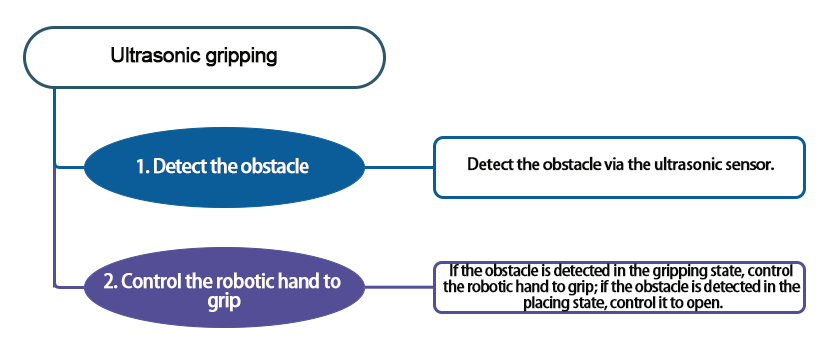 Ultrasonic gripping
1. Detect the obstacle
Detect the obstacle via the ultrasonic sensor.
2. Control the robotic hand to
grip
If the obstacle is detected in the gripping state, control
the robotic hand to grip; if the obstacle is detected in the
placing state, control it to open.